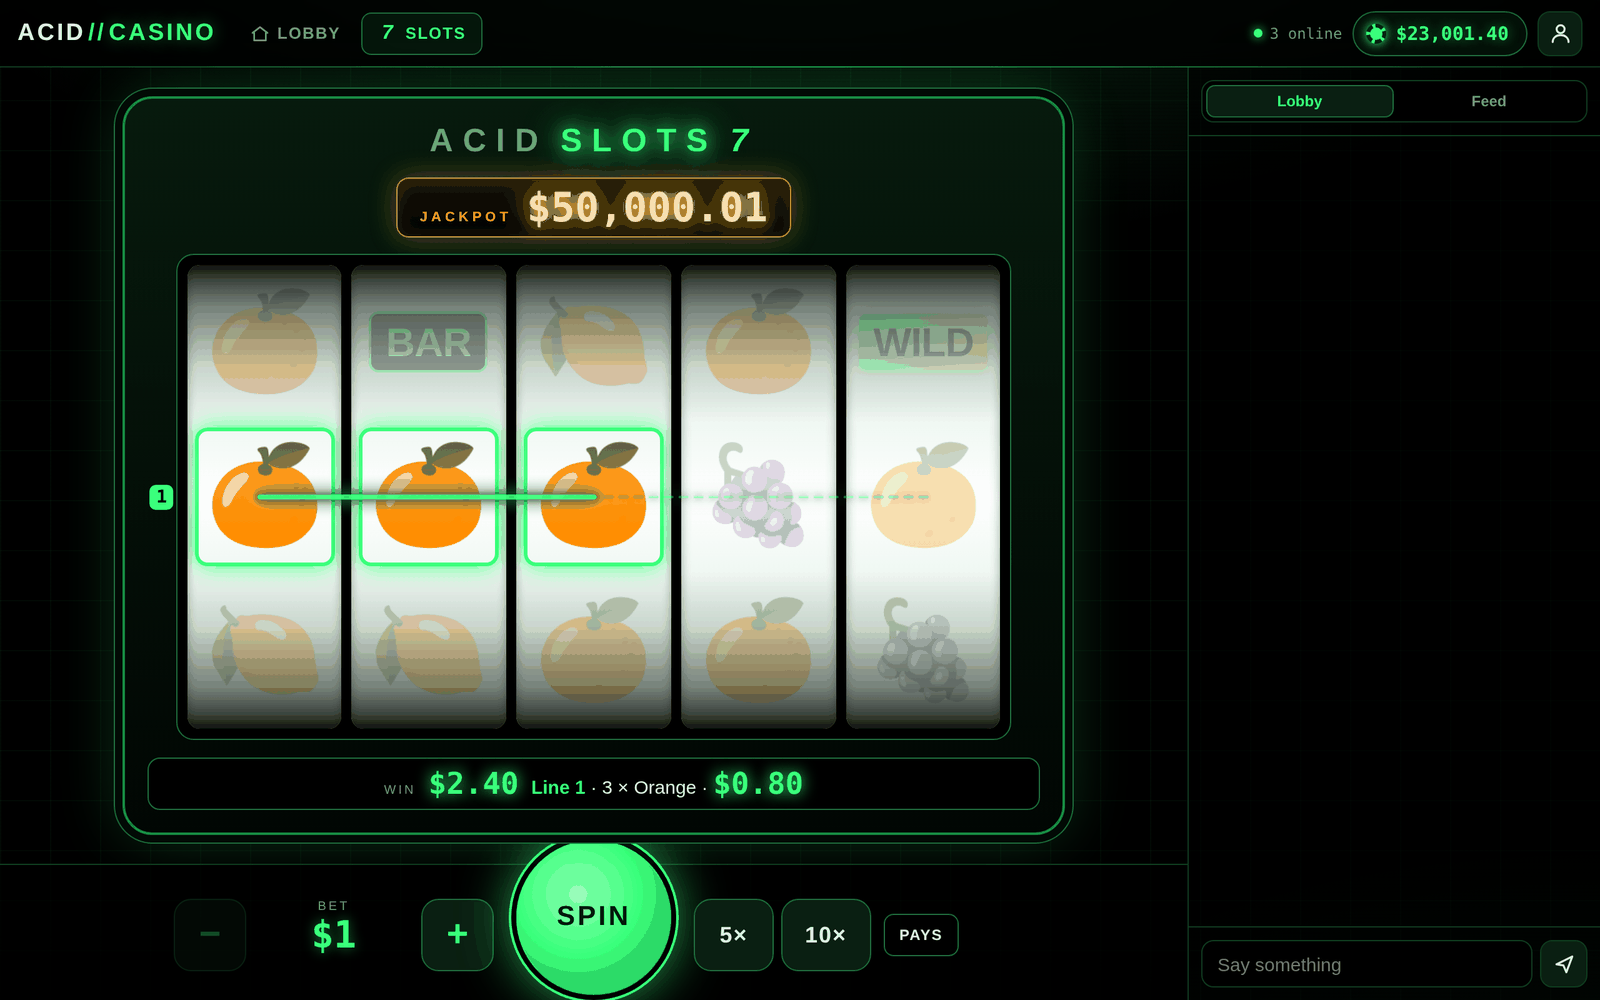 ACID//CASINO LOBBY 7 SLOTS 3 online $23,001.40
Lobby Feed
ACID SLOTS 7
JACKPOT $50,000.01
BAR WILD
1
WIN $2.40 Line 1 · 3 × Orange · $0.80
BET
$1
− + SPIN 5× 10× PAYS
Say something